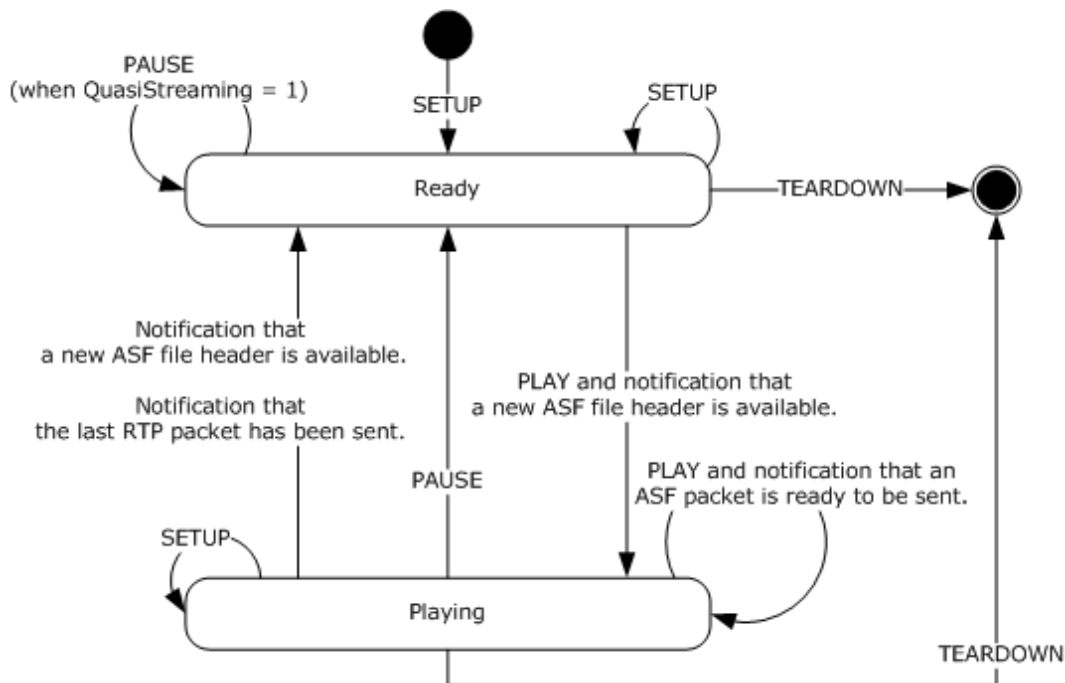 PAUSE
(when QuasiStreaming = 1)
SETUP
SETUP
Ready
TEARDOWN
Notification that
a new ASF file header is available.
Notification that
the last RTP packet has been sent.
PLAY and notification that
a new ASF file header is available.
PAUSE
PLAY and notification that an
ASF packet is ready to be sent.
SETUP
Playing
TEARDOWN